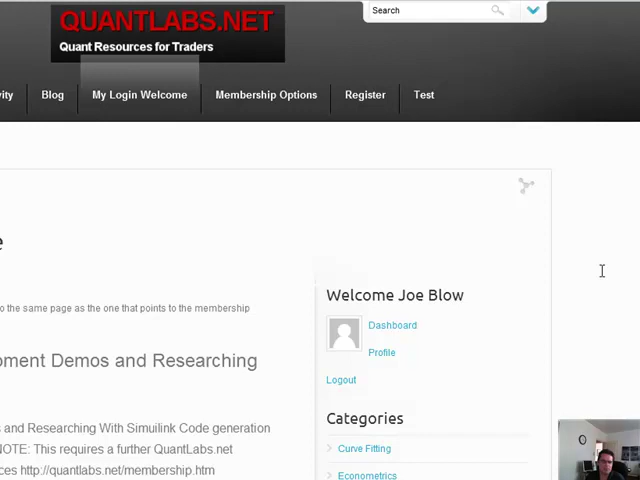 QUANTLABS.NET
Quant Resources for Traders
Search
ity
Blog
My Login Welcome
Membership Options
Register
Test
e
o the same page as the one that points to the membership
oment Demos and Researching
s and Researching With Simuilink Code generation
NOTE: This requires a further QuantLabs.net
ces http://quantlabs.net/membership.htm
Welcome Joe Blow
Dashboard
Profile
Logout
Categories
Curve Fitting
Econometrics